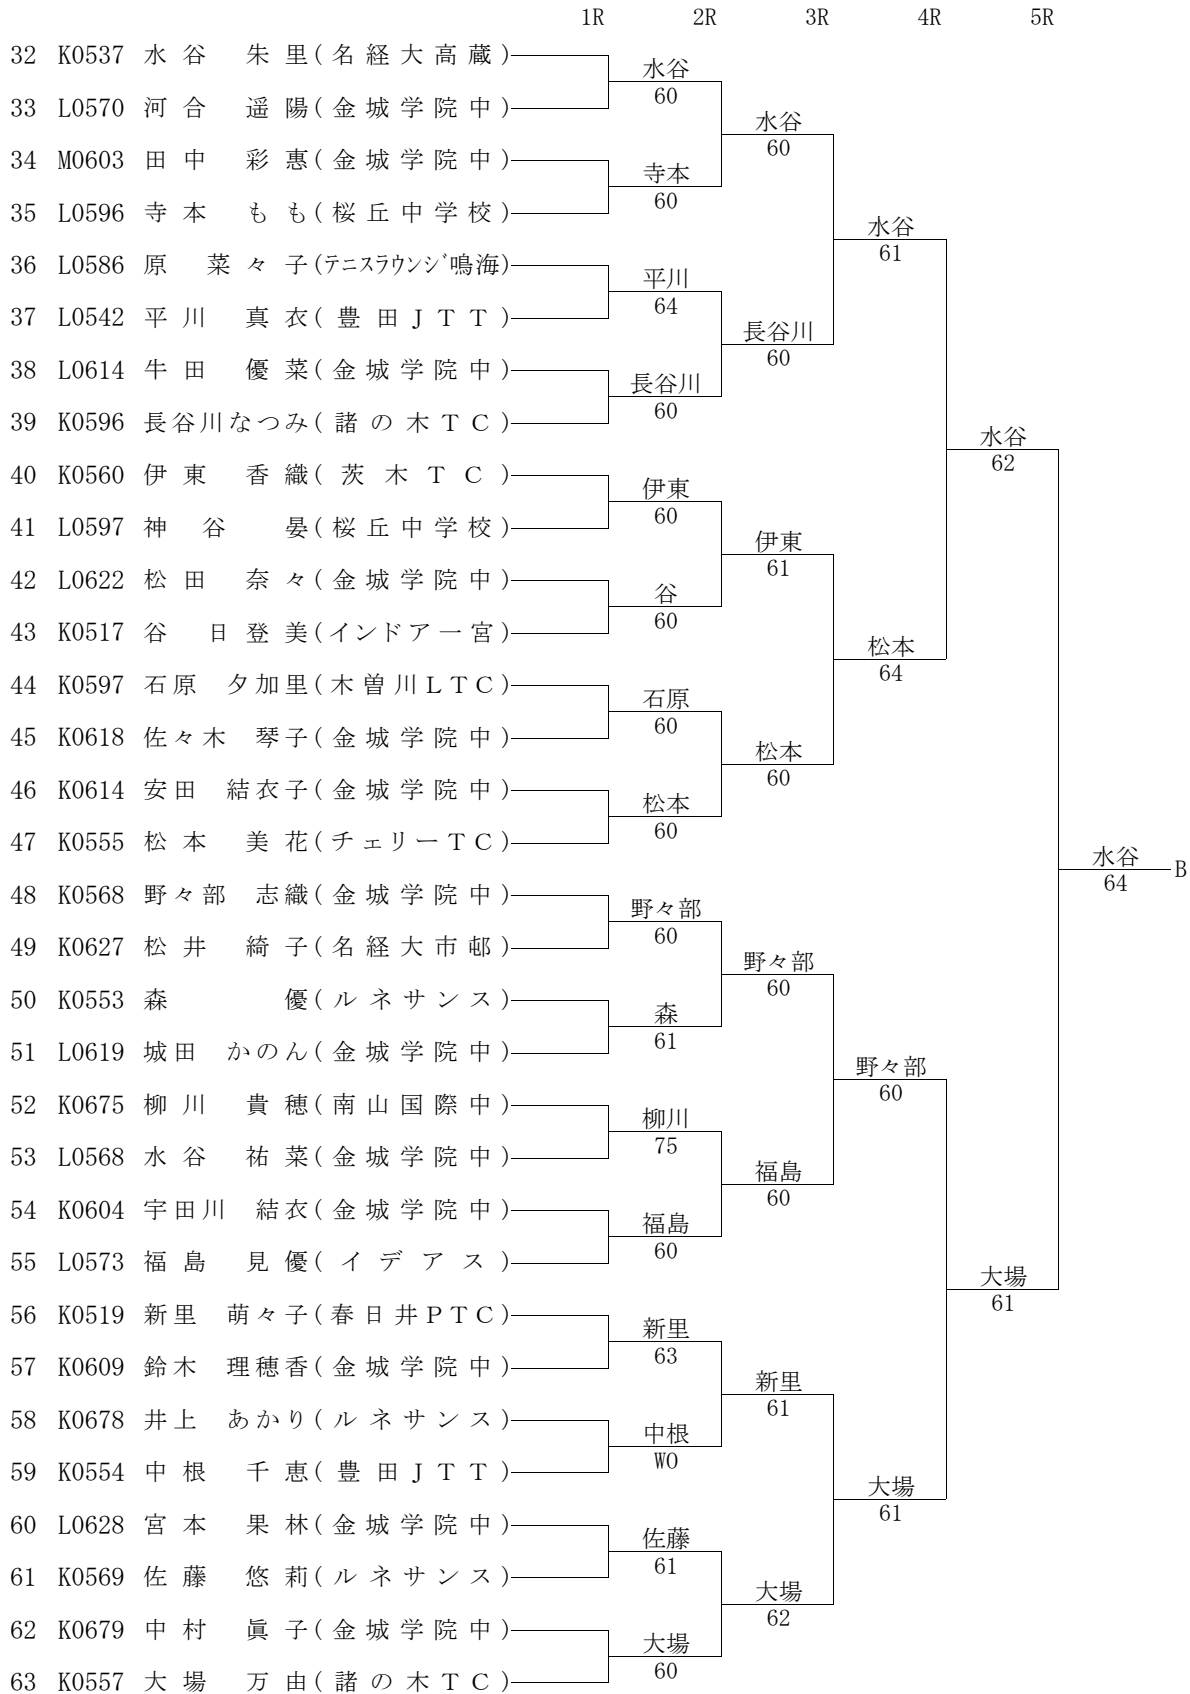 1R 2R 3R 4R 5R
32 K0537 水谷 朱里(名経大高蔵)
水谷
60
33 L0570 河合 遥陽(金城学院中)
水谷
60
34 M0603 田中 彩惠(金城学院中)
寺本
60
35 L0596 寺本 もも(桜丘中学校)
水谷
61
36 L0586 原 菜々子(テニスラウンジ鳴海)
平川
64
37 L0542 平川 真衣(豊田JTT)
長谷川
60
38 L0614 牛田 優菜(金城学院中)
長谷川
60
39 K0596 長谷川なつみ(諸の木TC)
水谷
62
40 K0560 伊東 香織(茨木TC)
伊東
60
41 L0597 神谷 晏(桜丘中学校)
伊東
61
42 L0622 松田 奈々(金城学院中)
谷
60
43 K0517 谷 日登美(インドア一宮)
松本
64
44 K0597 石原 夕加里(木曽川LTC)
石原
60
45 K0618 佐々木 琴子(金城学院中)
松本
60
46 K0614 安田 結衣子(金城学院中)
松本
60
47 K0555 松本 美花(チェリーTC)
水谷
64
B
48 K0568 野々部 志織(金城学院中)
野々部
60
49 K0627 松井 綺子(名経大市邨)
野々部
60
50 K0553 森 優(ルネサンス)
森
61
51 L0619 城田 かのん(金城学院中)
野々部
60
52 K0675 柳川 貴穂(南山国際中)
柳川
75
53 L0568 水谷 祐菜(金城学院中)
福島
60
54 K0604 宇田川 結衣(金城学院中)
福島
60
55 L0573 福島 見優(イデアス)
大場
61
56 K0519 新里 萌々子(春日井PTC)
新里
63
57 K0609 鈴木 理穂香(金城学院中)
新里
61
58 K0678 井上 あかり(ルネサンス)
中根
WO
59 K0554 中根 千恵(豊田JTT)
大場
61
60 L0628 宮本 果林(金城学院中)
佐藤
61
61 K0569 佐藤 悠莉(ルネサンス)
大場
62
62 K0679 中村 眞子(金城学院中)
大場
60
63 K0557 大場 万由(諸の木TC)